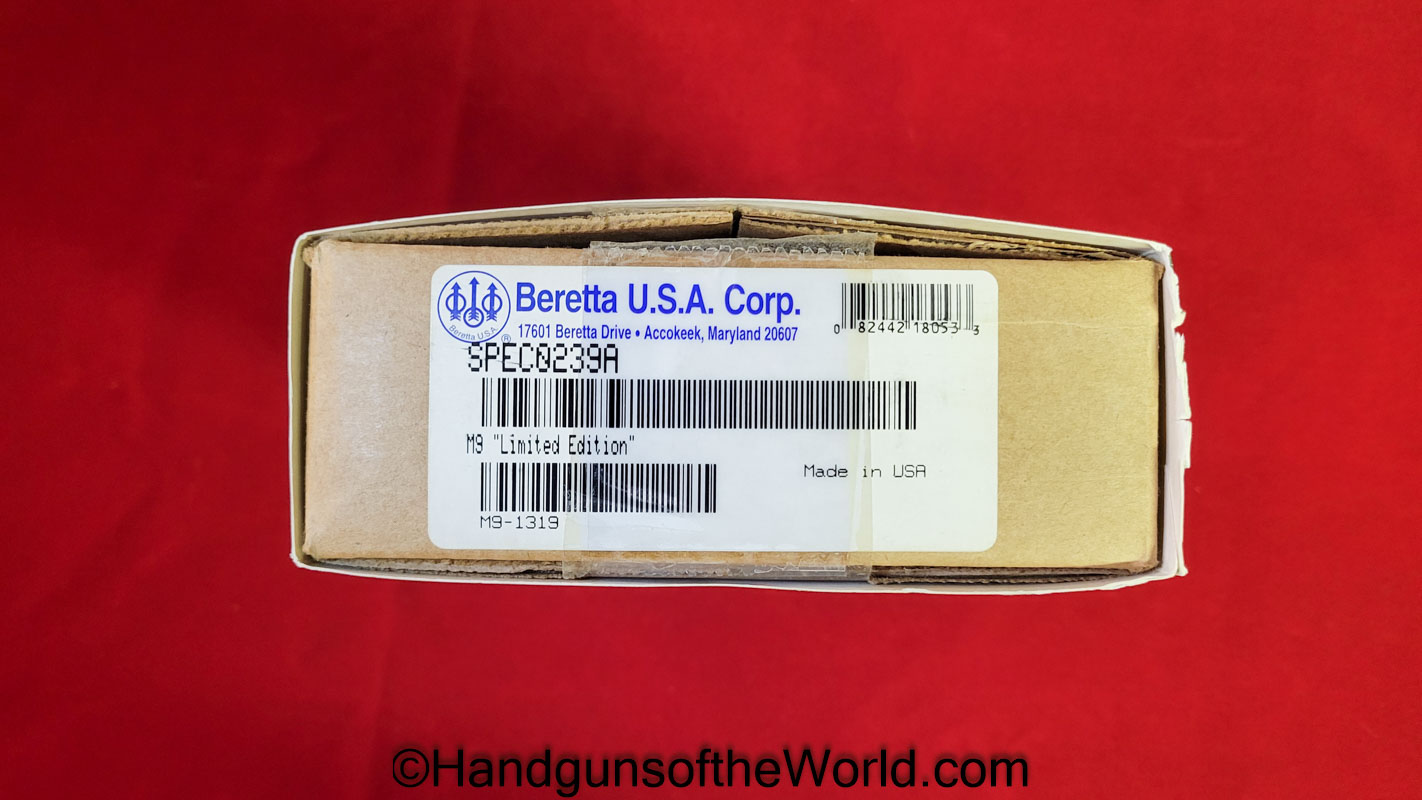 Beretta U.S.A. Corp.
17601 Beretta Drive • Accokeek, Maryland 20607
Beretta U.S.A.
®
0 82442 18053 3
SPEC0239A
M9 "Limited Edition"
Made in USA
M9-1319
©HandgunsoftheWorld.com